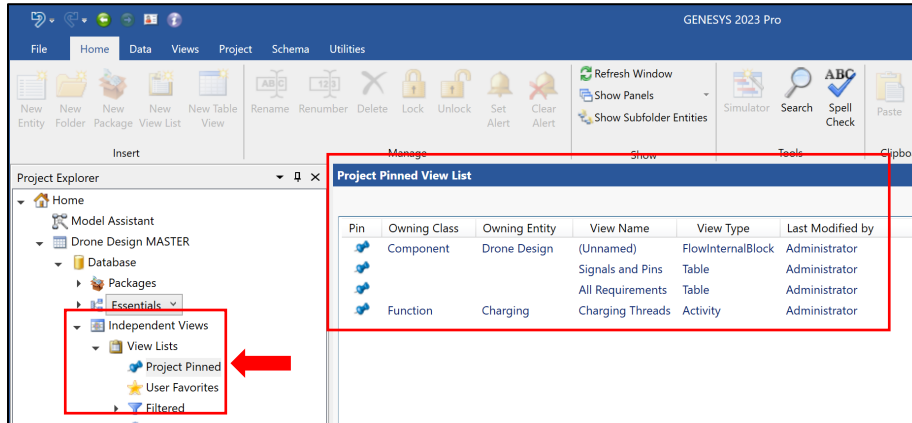 GENESYS 2023 Pro
File Home Data Views Project Schema Utilities
New Entity
New Folder
New Package
New View List
New Table View
Rename Renumber Delete Lock Unlock
Set Alert
Clear Alert
Refresh Window
Show Panels
Show Subfolder Entities
Simulator Search
ABC
Spell Check
Paste
Insert Manage Show Tools Clipbo
Project Explorer
Home
Model Assistant
Drone Design MASTER
Database
Packages
Essentials
Independent Views
View Lists
Project Pinned
User Favorites
Filtered
Project Pinned View List
Pin Owning Class Owning Entity View Name View Type Last Modified by
Component Drone Design (Unnamed) FlowInternalBlock Administrator
Signals and Pins Table Administrator
All Requirements Table Administrator
Function Charging Charging Threads Activity Administrator